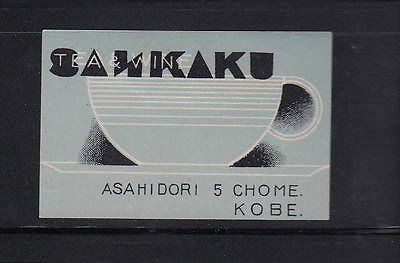 SANKAKU
TEA & WINE
ASAHIDORI 5 CHOME.
KOBE.